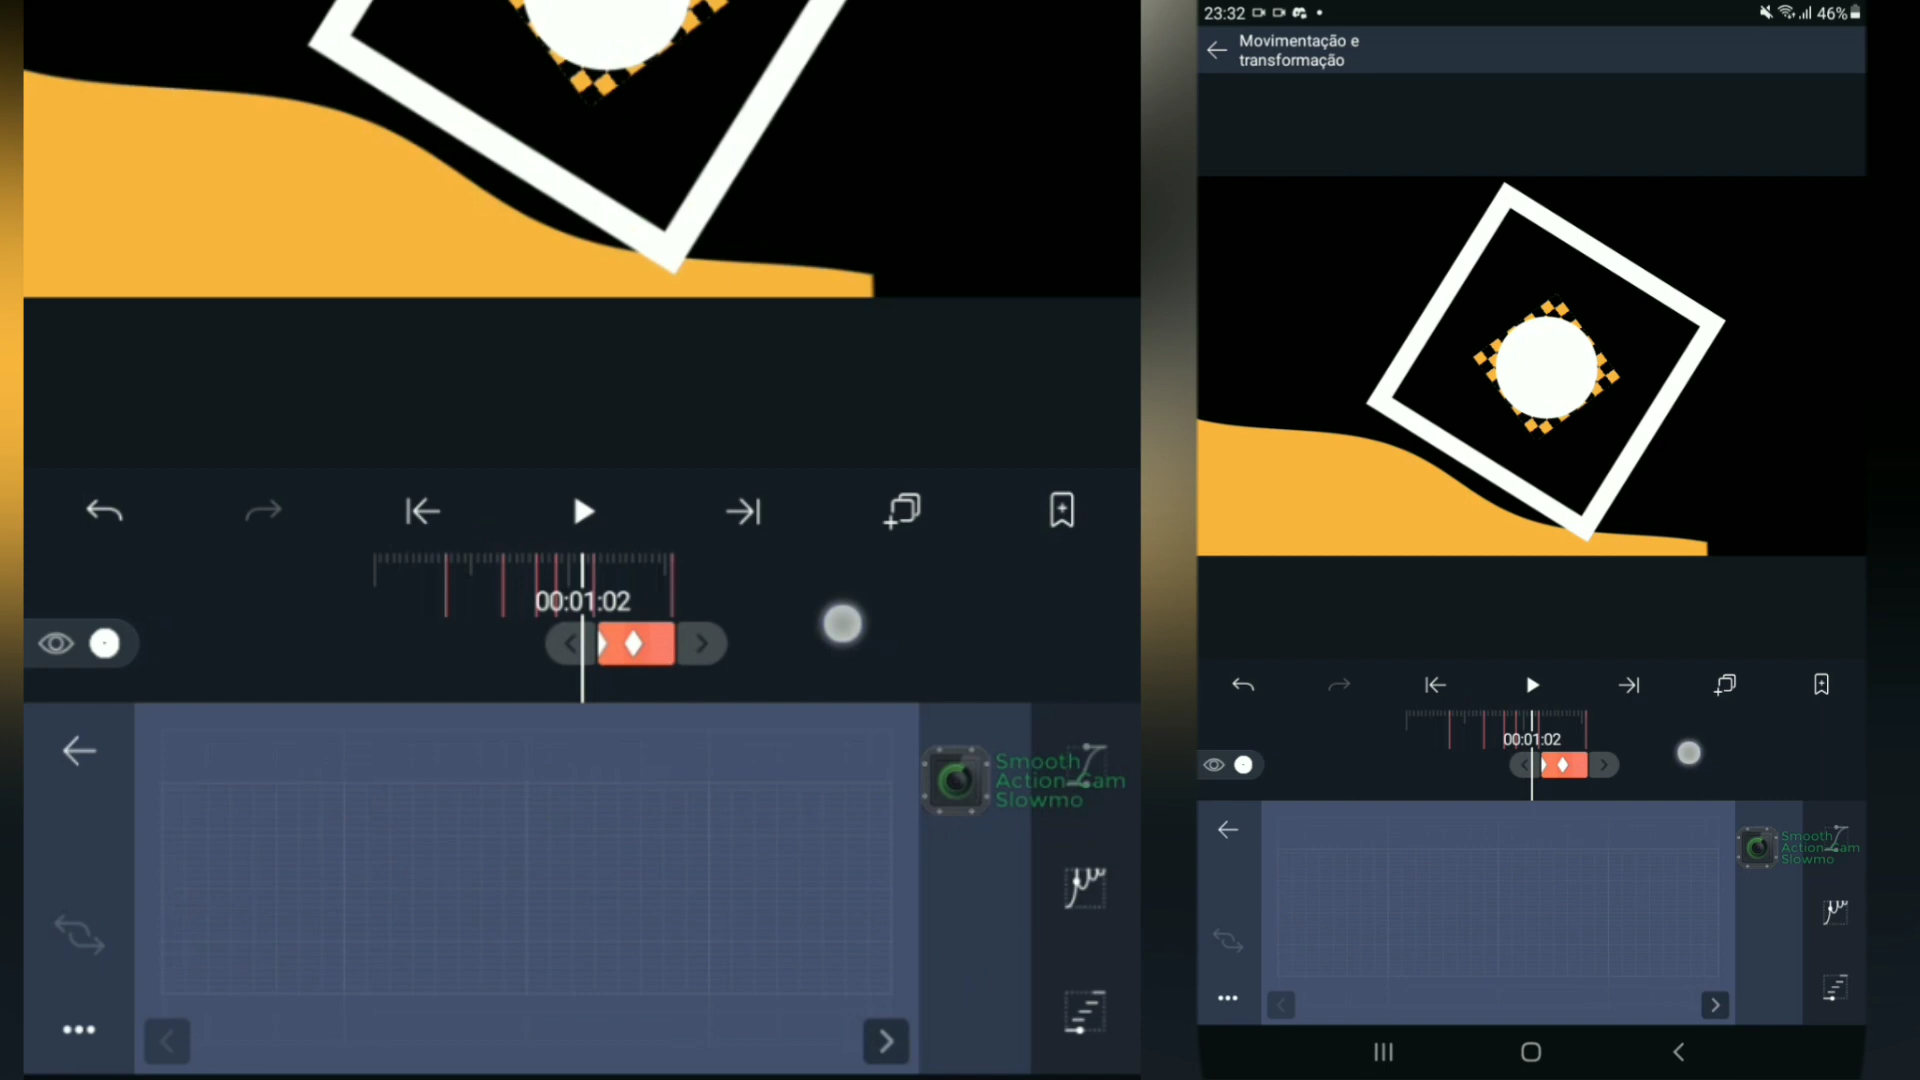 00:01:02
Smooth
Action Cam
Slowmo
23:32
46%
Movimentação e
transformação
00:01:02
Smooth
Action Cam
Slowmo